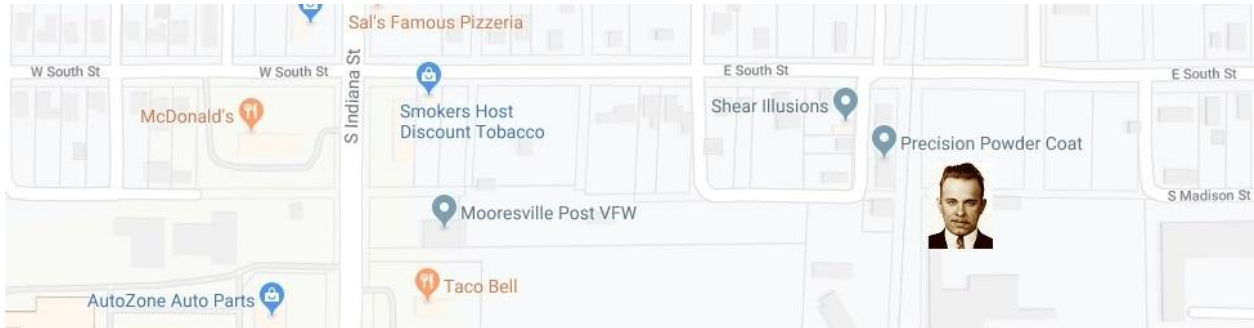 Sal's Famous Pizzeria
W South St
W South St
S Indiana St
E South St
E South St
McDonald's
Smokers Host
Discount Tobacco
Shear Illusions
Precision Powder Coat
S Madison St
Mooresville Post VFW
Taco Bell
AutoZone Auto Parts